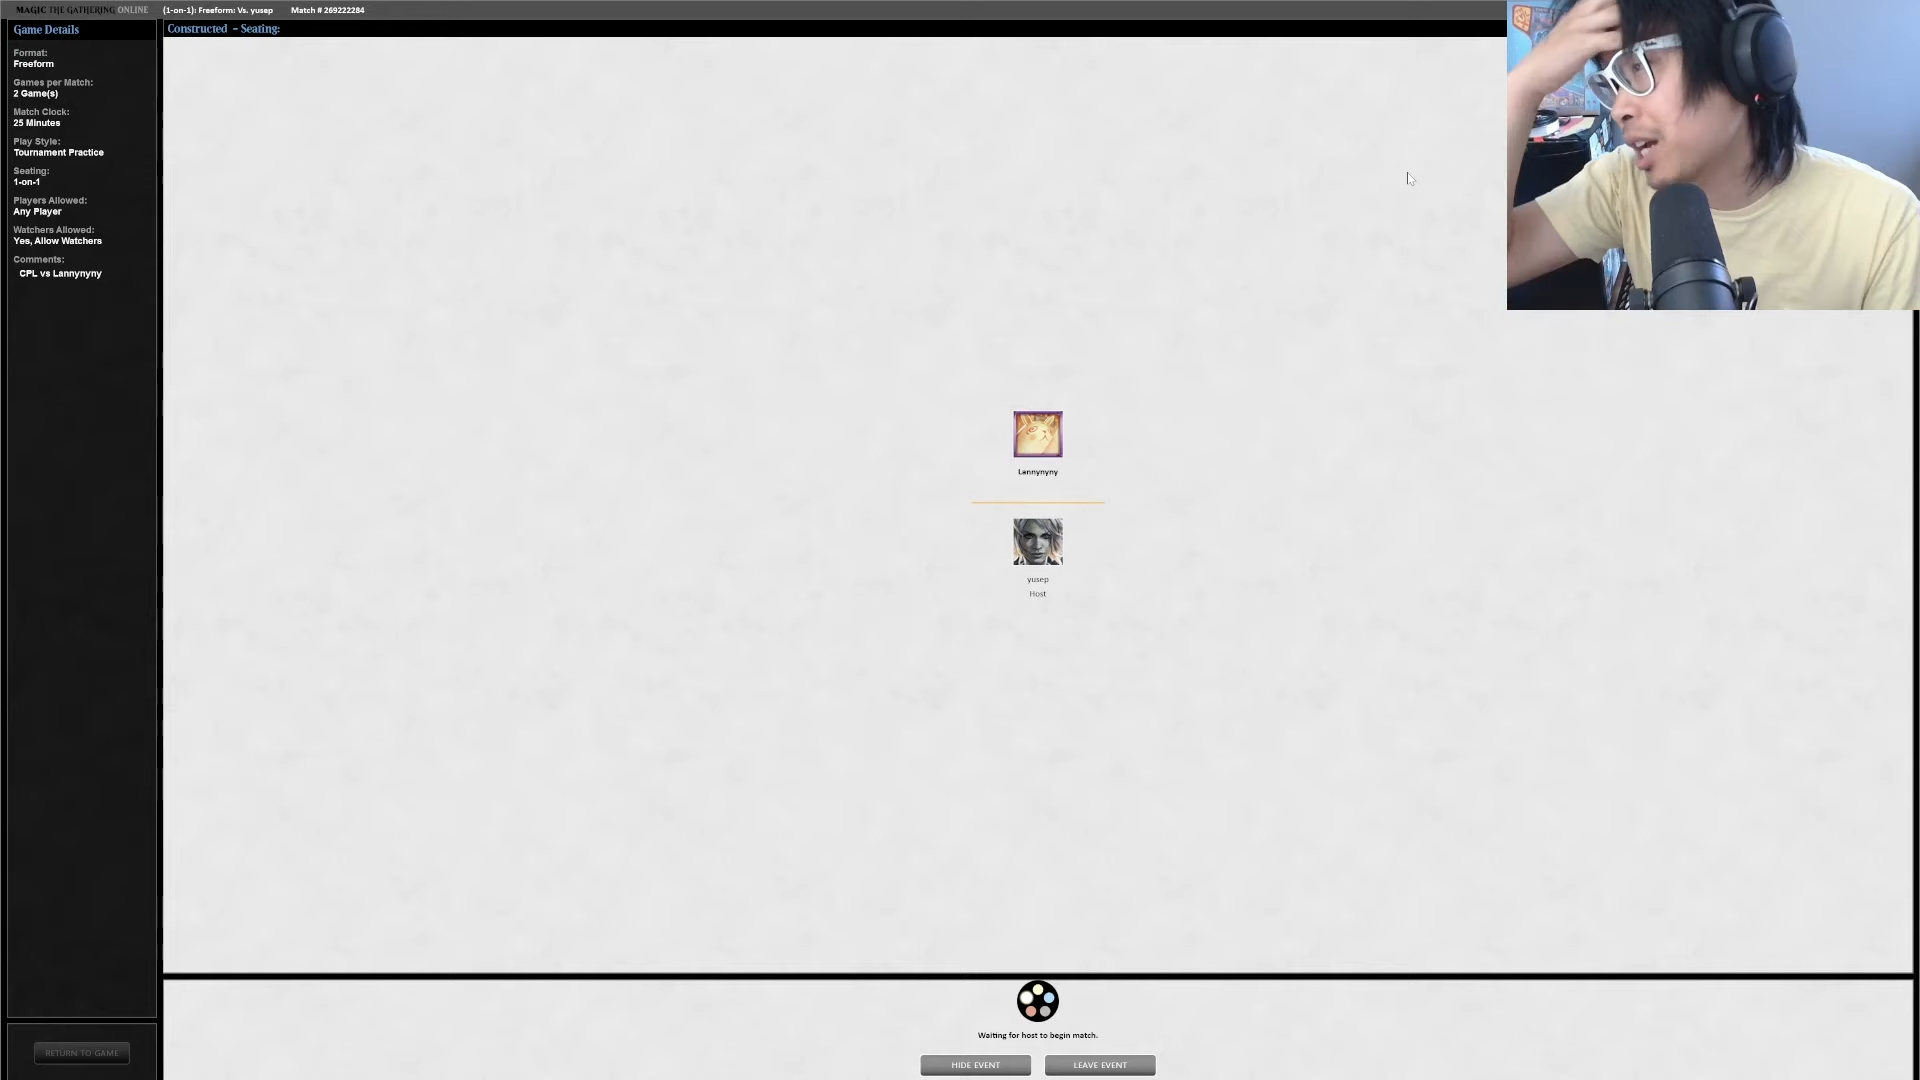 MAGIC THE GATHERING ONLINE
(1-on-1): Freeform: Vs. yusep
Match # 269222284
Game Details
Constructed - Seating:
Format:
Freeform
Games per Match:
2 Game(s)
Match Clock:
25 Minutes
Play Style:
Tournament Practice
Seating:
1-on-1
Players Allowed:
Any Player
Watchers Allowed:
Yes, Allow Watchers
Comments:
CPL vs Lannynyny
Lannynyny
yusep
Host
Waiting for host to begin match.
RETURN TO GAME
HIDE EVENT
LEAVE EVENT